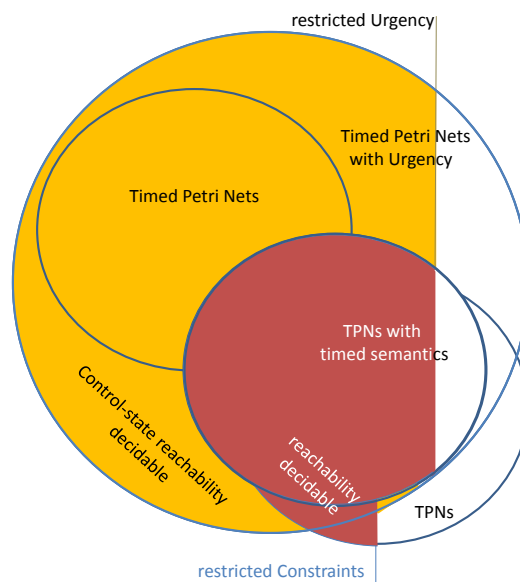 restricted Urgency
Timed Petri Nets
with Urgency
Timed Petri Nets
TPNs with
timed semantics
Control-state reachability
decidable
reachability
decidable
TPNs
restricted Constraints